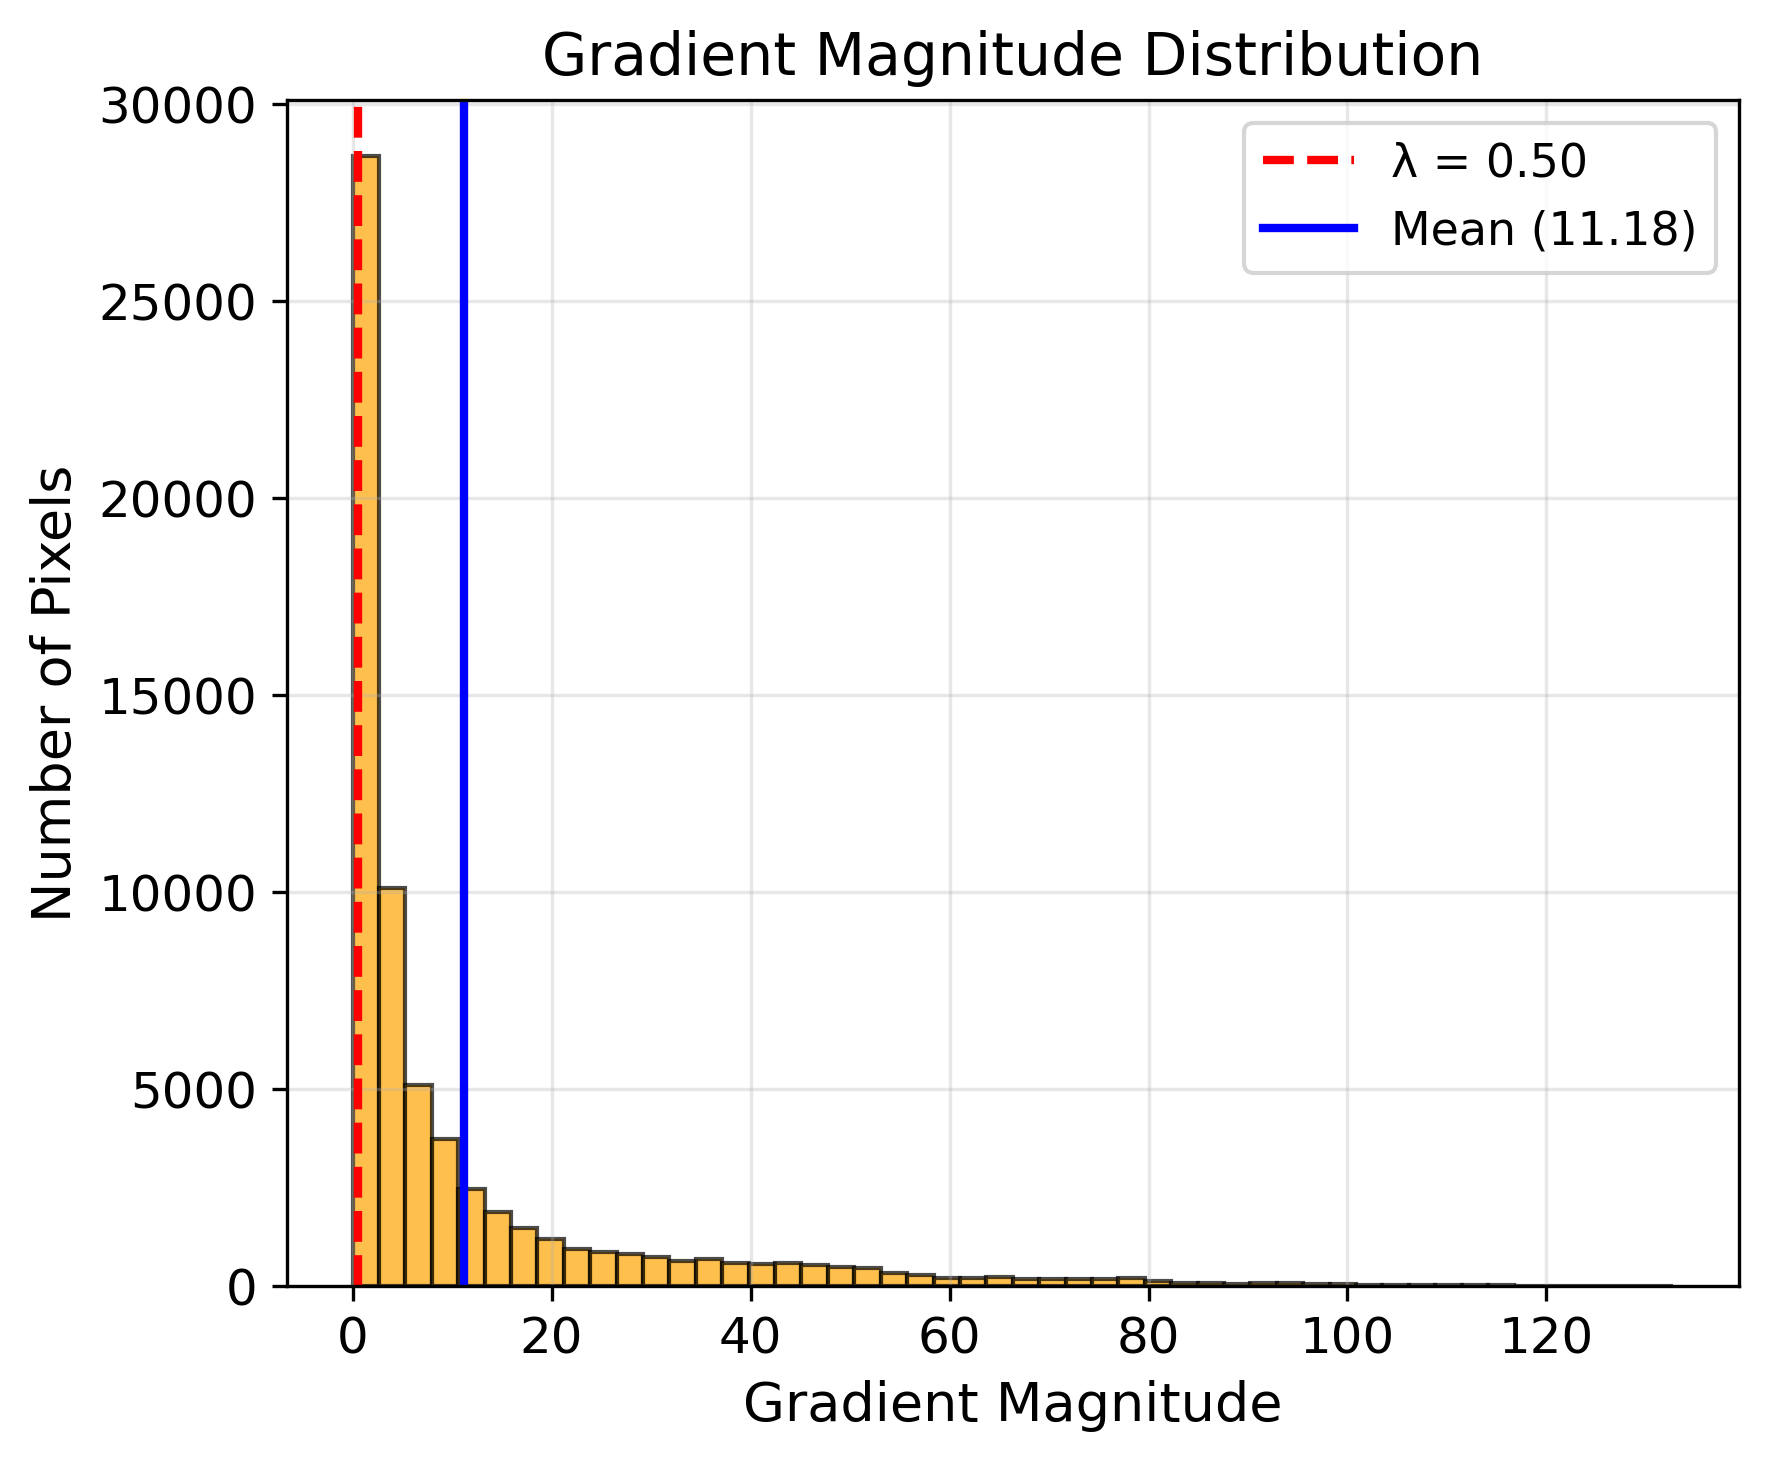 Gradient Magnitude Distribution
30000
25000
20000
15000
10000
5000
0
Number of Pixels
λ = 0.50
Mean (11.18)
0 20 40 60 80 100 120
Gradient Magnitude